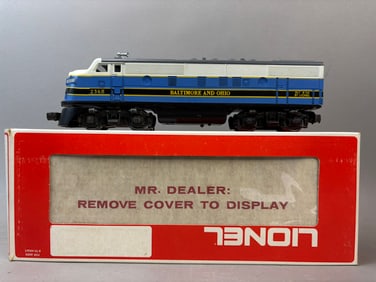 2368
BALTIMORE AND OHIO
MR. DEALER:
REMOVE COVER TO DISPLAY
LIONEL